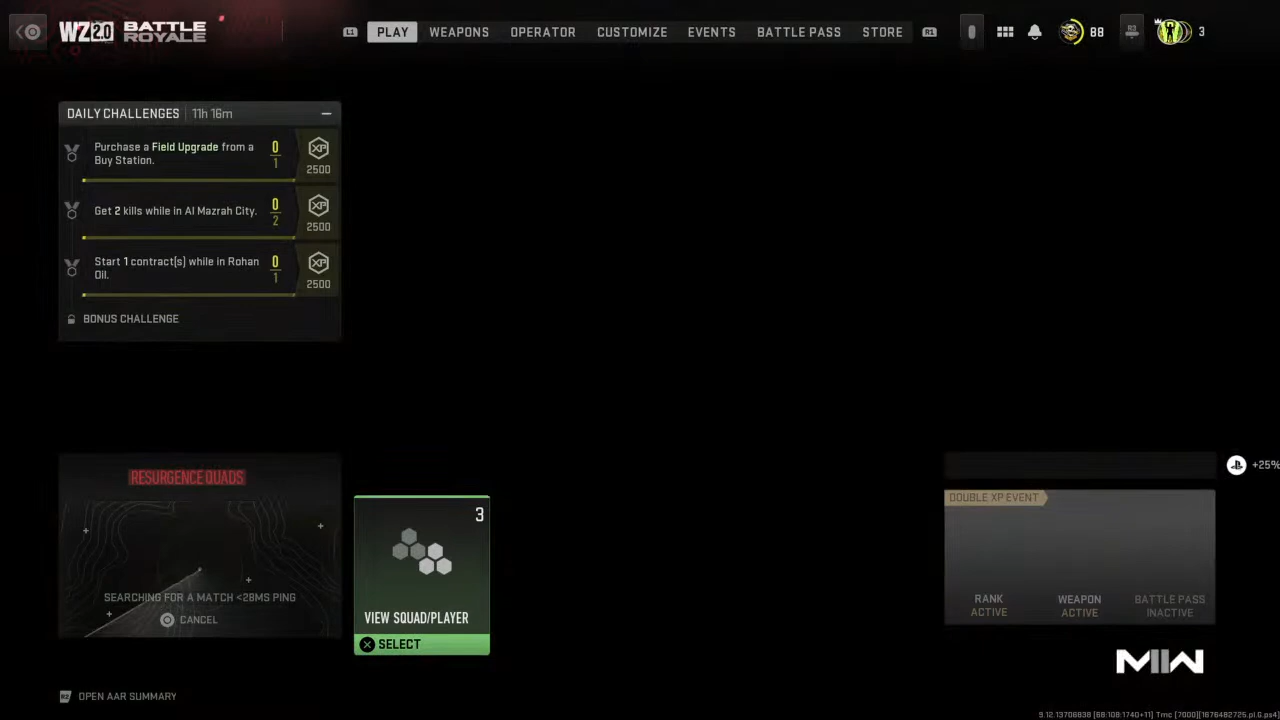 WZ2.0 BATTLE ROYALE
L1 PLAY WEAPONS OPERATOR CUSTOMIZE EVENTS BATTLE PASS STORE R1 88 R3 3
DAILY CHALLENGES 11h 16m
Purchase a Field Upgrade from a
Buy Station.
0
1
XP
2500
Get 2 kills while in Al Mazrah City.
0
2
XP
2500
Start 1 contract(s) while in Rohan
Oil.
0
1
XP
2500
BONUS CHALLENGE
RESURGENCE QUADS
SEARCHING FOR A MATCH <28MS PING
CANCEL
3
VIEW SQUAD/PLAYER
SELECT
+25%
DOUBLE XP EVENT
RANK
ACTIVE
WEAPON
ACTIVE
BATTLE PASS
INACTIVE
MW
OPEN AAR SUMMARY